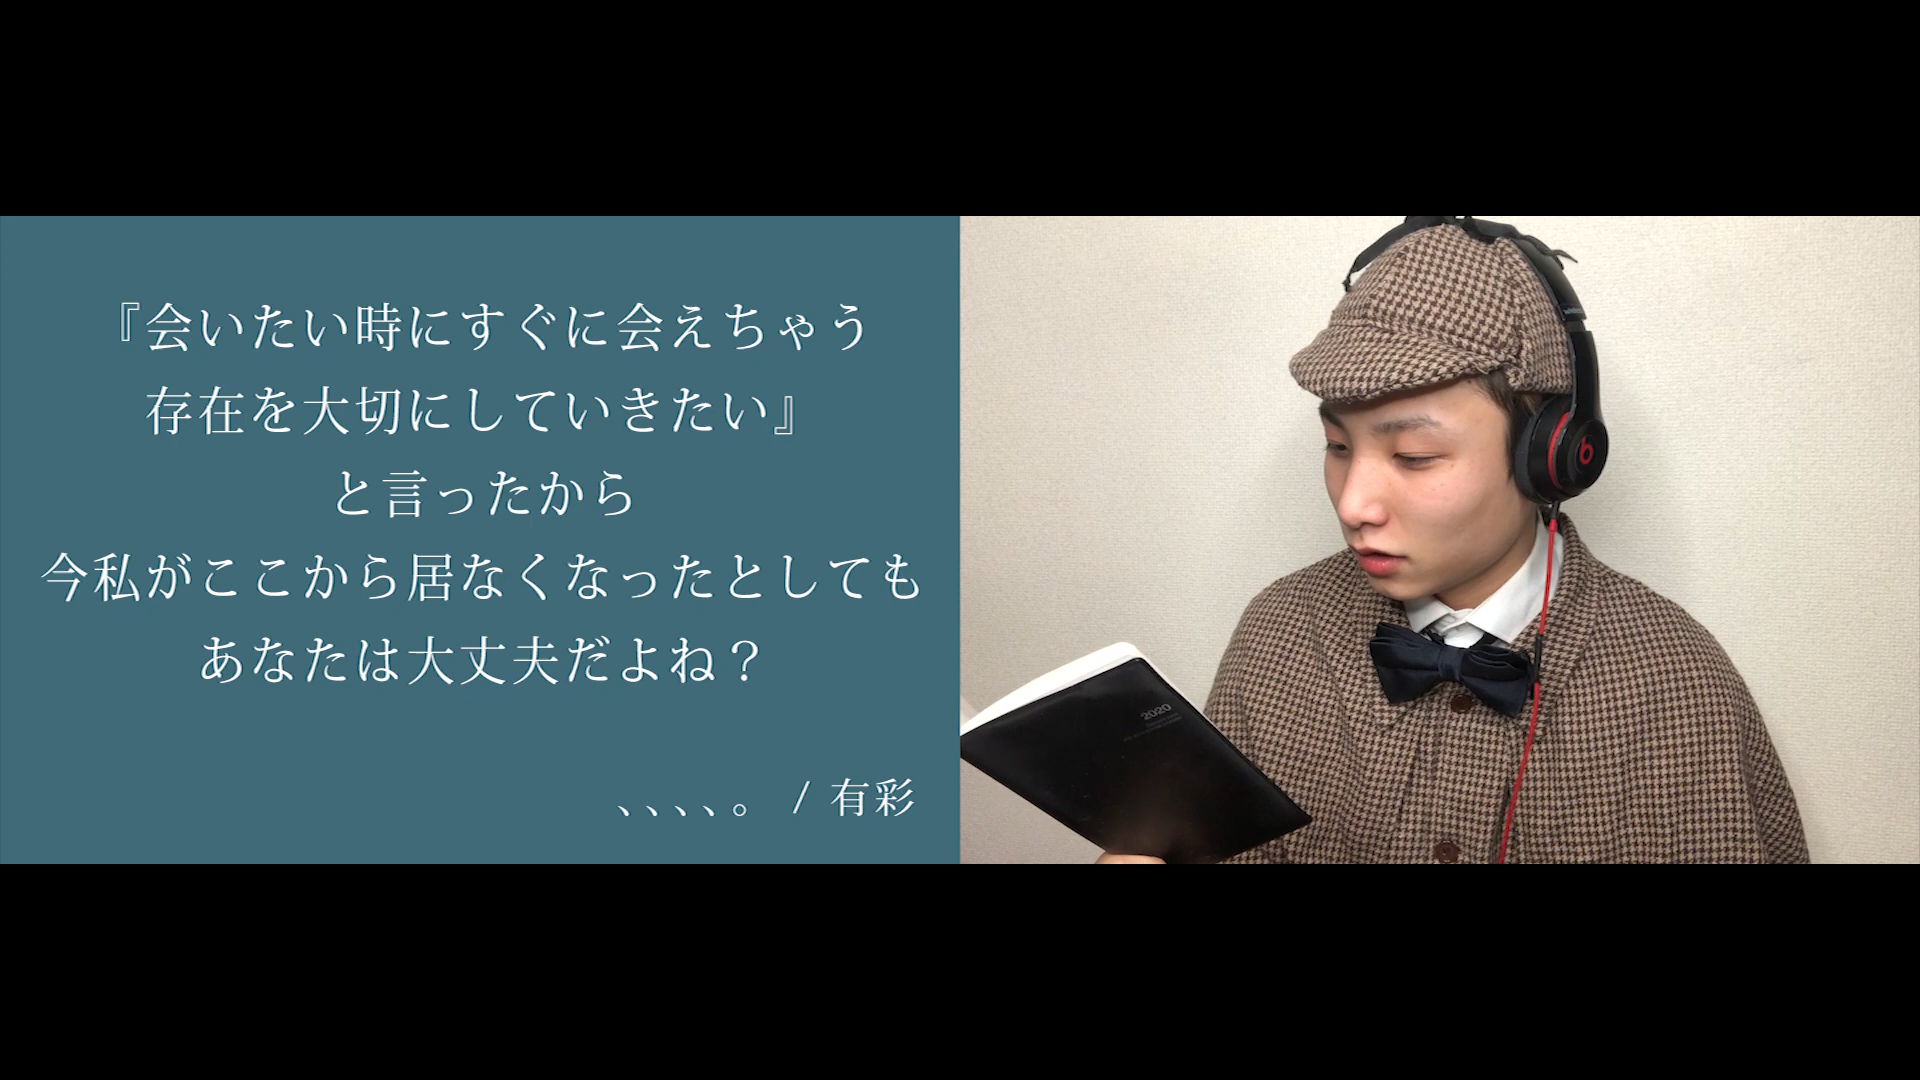 『会いたい時にすぐに会えちゃう
存在を大切にしていきたい』
と言ったから
今私がここから居なくなったとしても
あなたは大丈夫だよね？
、、、、。 / 有彩
2020
b